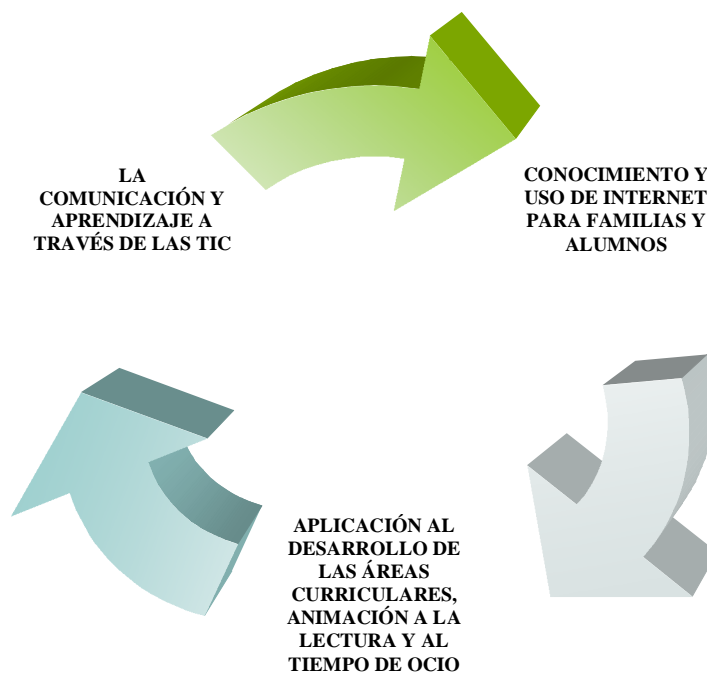 LA
COMUNICACIÓN Y
APRENDIZAJE A
TRAVÉS DE LAS TIC
CONOCIMIENTO Y
USO DE INTERNET
PARA FAMILIAS Y
ALUMNOS
APLICACIÓN AL
DESARROLLO DE
LAS ÁREAS
CURRICULARES,
ANIMACIÓN A LA
LECTURA Y AL
TIEMPO DE OCIO